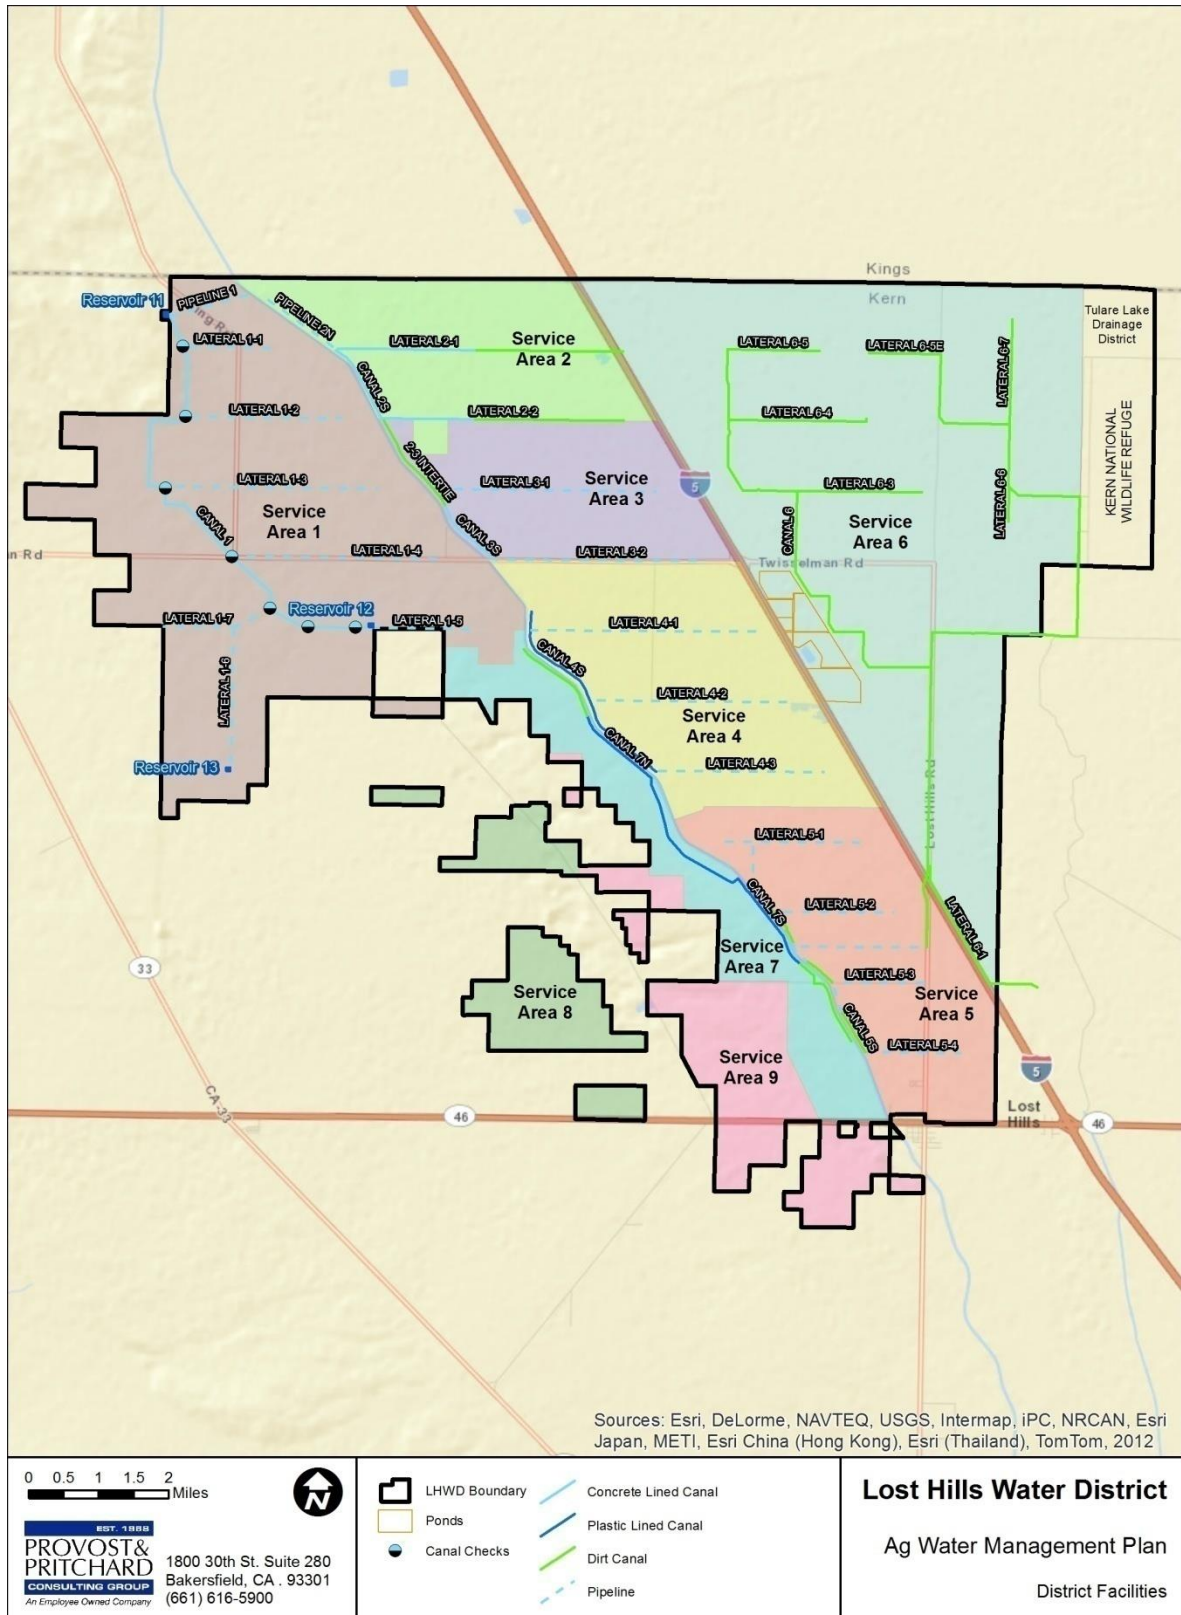 Kings
Kern
Tulare Lake
Drainage
District
KERN NATIONAL
WILDLIFE REFUGE
Reservoir 11
PIPELINE 1
PIPELINE 2N
LATERAL 1-1
LATERAL 2-1
Service
Area 2
LATERAL 6-5
LATERAL 6-5E
LATERAL 6-7
CANAL 2S
LATERAL 1-2
LATERAL 2-2
LATERAL 6-4
2-3 INTERTIE
LATERAL 1-3
LATERAL 3-1
Service
Area 3
5
LATERAL 6-3
LATERAL 6-6
CANAL 1
Service
Area 1
CANAL 3S
CANAL 6
Service
Area 6
an Rd
LATERAL 1-4
LATERAL 3-2
Twisselman Rd
LATERAL 1-7
Reservoir 12
LATERAL 1-5
LATERAL 4-1
LATERAL 1-6
CANAL 4S
LATERAL 4-2
Service
Area 4
CANAL 7N
LATERAL 4-3
Reservoir 13
Lost Hills Rd
LATERAL 5-1
CANAL 7S
LATERAL 5-2
LATERAL 6-1
Service
Area 7
33
LATERAL 5-3
Service
Area 8
Service
Area 5
CANAL 5S
LATERAL 5-4
Service
Area 9
5
CA-33
46
Lost
Hills
46
Sources: Esri, DeLorme, NAVTEQ, USGS, Intermap, iPC, NRCAN, Esri
Japan, METI, Esri China (Hong Kong), Esri (Thailand), TomTom, 2012
0 0.5 1 1.5 2
Miles
N
EST. 1968
PROVOST&
PRITCHARD
CONSULTING GROUP
An Employee Owned Company
1800 30th St. Suite 280
Bakersfield, CA . 93301
(661) 616-5900
LHWD Boundary
Ponds
Canal Checks
Concrete Lined Canal
Plastic Lined Canal
Dirt Canal
Pipeline
Lost Hills Water District
Ag Water Management Plan
District Facilities